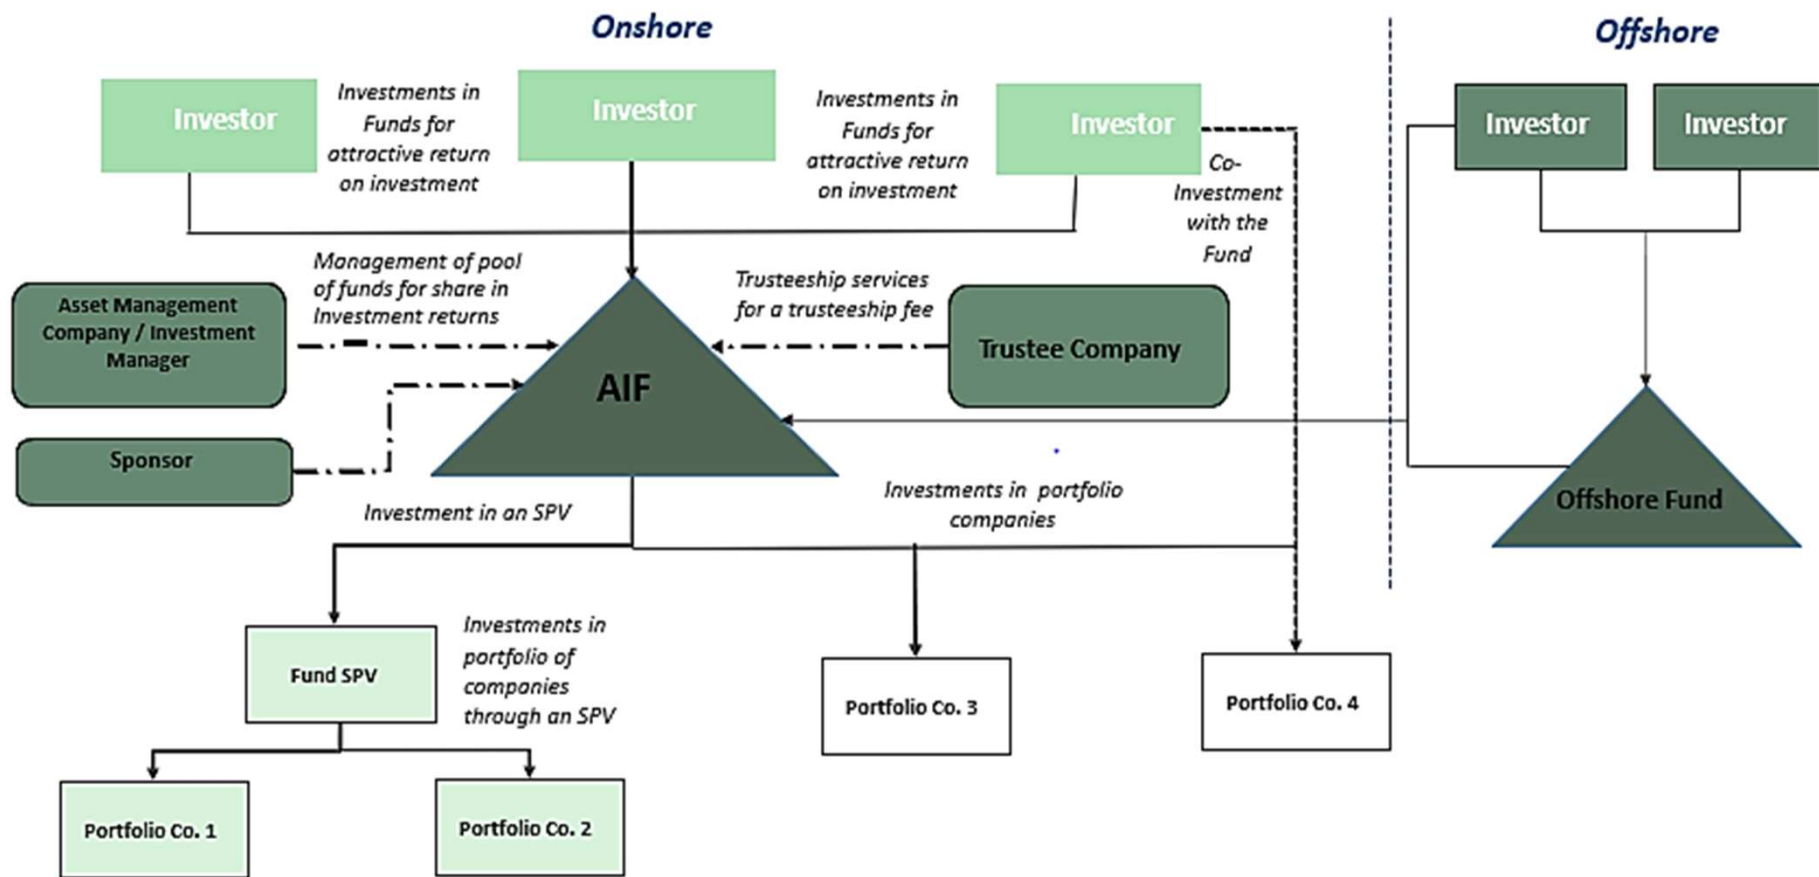 Onshore
Offshore
Investor
Investments in
Funds for
attractive return
on investment
Investor
Investments in
Funds for
attractive return
on investment
Investor
Co-
Investment
with the
Fund
Investor
Investor
Management of pool
of funds for share in
Investment returns
Trusteeship services
for a trusteeship fee
Asset Management
Company / Investment
Manager
Trustee Company
AIF
Sponsor
Offshore Fund
Investment in an SPV
Investments in portfolio
companies
Fund SPV
Investments in
portfolio of
companies
through an SPV
Portfolio Co. 3
Portfolio Co. 4
Portfolio Co. 1
Portfolio Co. 2